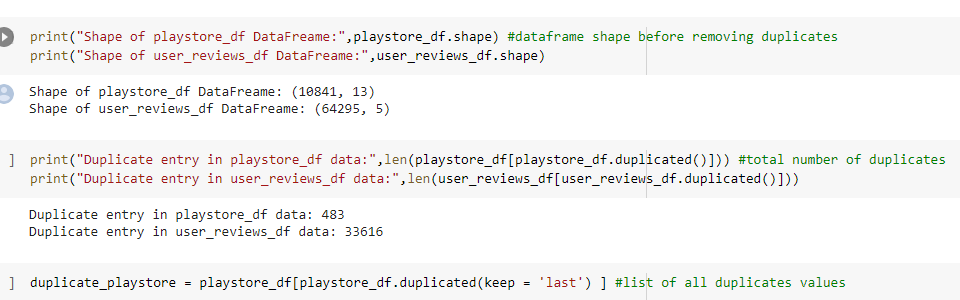 print("Shape of playstore_df DataFreame:",playstore_df.shape) #dataframe shape before removing duplicates
print("Shape of user_reviews_df DataFreame:",user_reviews_df.shape)
Shape of playstore_df DataFreame: (10841, 13)
Shape of user_reviews_df DataFreame: (64295, 5)
] print("Duplicate entry in playstore_df data:",len(playstore_df[playstore_df.duplicated()])) #total number of duplicates
print("Duplicate entry in user_reviews_df data:",len(user_reviews_df[user_reviews_df.duplicated()]))
Duplicate entry in playstore_df data: 483
Duplicate entry in user_reviews_df data: 33616
] duplicate_playstore = playstore_df[playstore_df.duplicated(keep = 'last') ] #list of all duplicates values